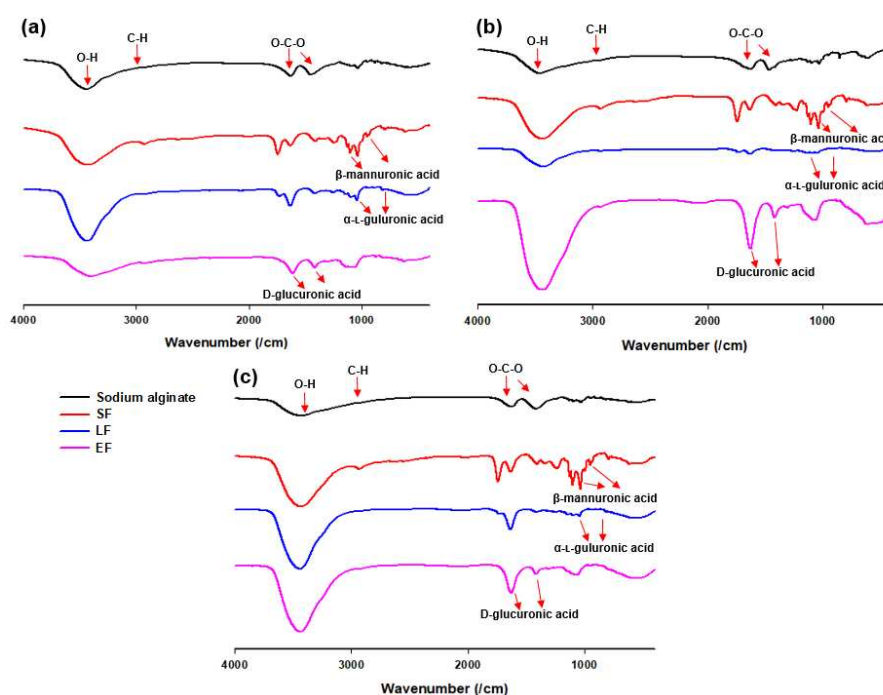 (a)
O-H
C-H
O-C-O
β-mannuronic acid
α-L-guluronic acid
D-glucuronic acid
4000 3000 2000 1000
Wavenumber (/cm)
(b)
O-H
C-H
O-C-O
β-mannuronic ac
α-L-guluronic acid
D-glucuronic acid
4000 3000 2000 1000
Wavenumber (/cm)
Sodium alginate
SF
LF
EF
(c)
O-H
C-H
O-C-O
β-mannuronic acid
α-L-guluronic acid
D-glucuronic acid
4000 3000 2000 1000
Wavenumber (/cm)